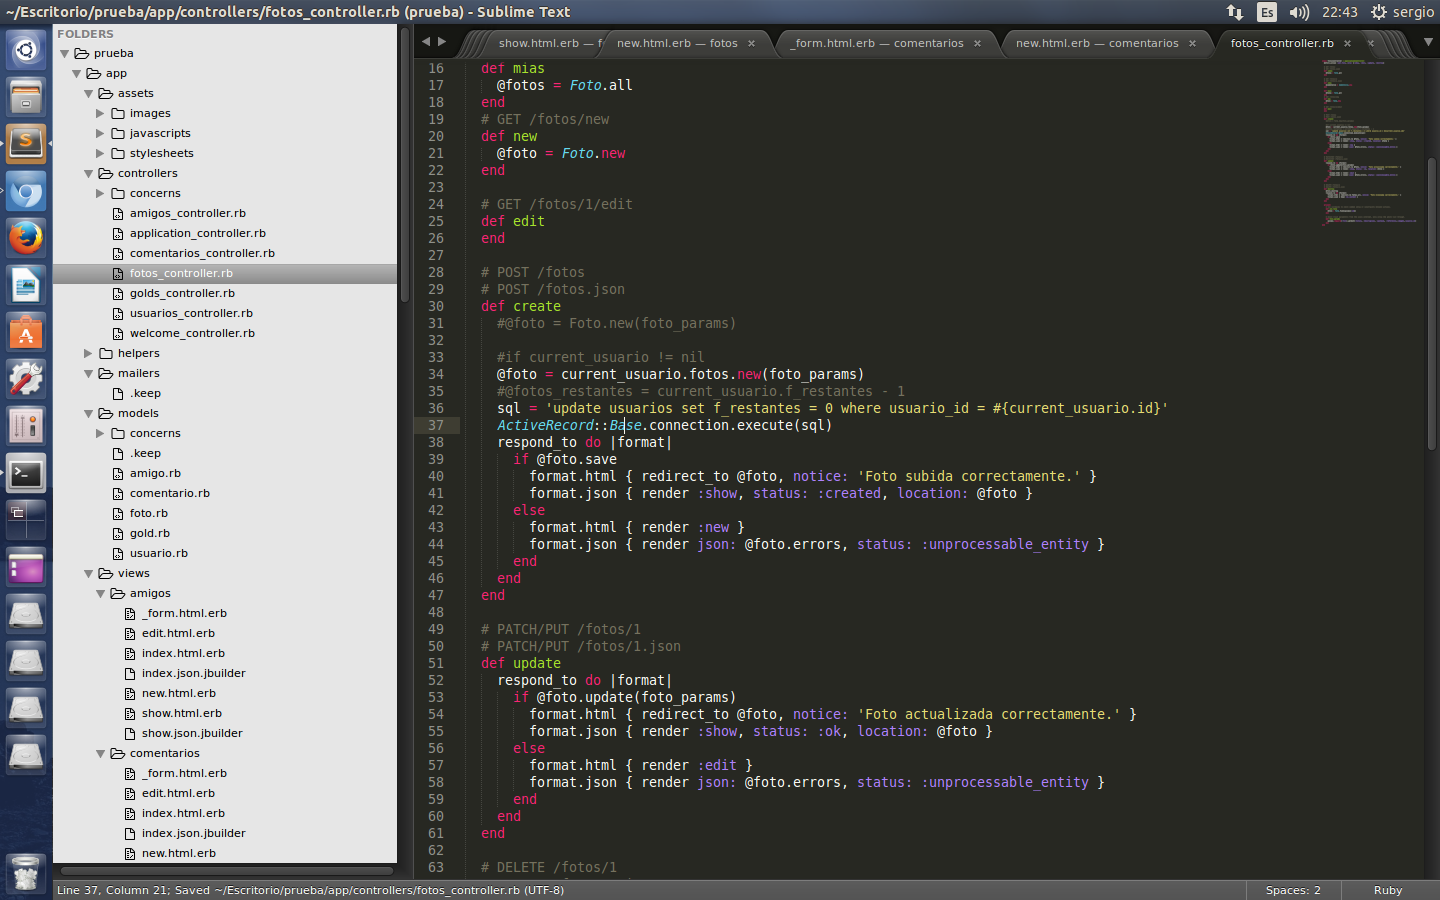 ~/Escritorio/prueba/app/controllers/fotos_controller.rb (prueba) - Sublime Text
Es
22:43
sergio
FOLDERS
prueba
app
assets
images
javascripts
stylesheets
controllers
concerns
amigos_controller.rb
application_controller.rb
comentarios_controller.rb
fotos_controller.rb
golds_controller.rb
usuarios_controller.rb
welcome_controller.rb
helpers
mailers
.keep
models
concerns
.keep
amigo.rb
comentario.rb
foto.rb
gold.rb
usuario.rb
views
amigos
_form.html.erb
edit.html.erb
index.html.erb
index.json.jbuilder
new.html.erb
show.html.erb
show.json.jbuilder
comentarios
_form.html.erb
edit.html.erb
index.html.erb
index.json.jbuilder
new.html.erb
show.html.erb — f
new.html.erb — fotos
_form.html.erb — comentarios
new.html.erb — comentarios
fotos_controller.rb
16 def mias
17 @fotos = Foto.all
18 end
19 # GET /fotos/new
20 def new
21 @foto = Foto.new
22 end
23
24 # GET /fotos/1/edit
25 def edit
26 end
27
28 # POST /fotos
29 # POST /fotos.json
30 def create
31 #@foto = Foto.new(foto_params)
32
33 #if current_usuario != nil
34 @foto = current_usuario.fotos.new(foto_params)
35 #@fotos_restantes = current_usuario.f_restantes - 1
36 sql = 'update usuarios set f_restantes = 0 where usuario_id = #{current_usuario.id}'
37 ActiveRecord::Base.connection.execute(sql)
38 respond_to do |format|
39 if @foto.save
40 format.html { redirect_to @foto, notice: 'Foto subida correctamente.' }
41 format.json { render :show, status: :created, location: @foto }
42 else
43 format.html { render :new }
44 format.json { render json: @foto.errors, status: :unprocessable_entity }
45 end
46 end
47 end
48
49 # PATCH/PUT /fotos/1
50 # PATCH/PUT /fotos/1.json
51 def update
52 respond_to do |format|
53 if @foto.update(foto_params)
54 format.html { redirect_to @foto, notice: 'Foto actualizada correctamente.' }
55 format.json { render :show, status: :ok, location: @foto }
56 else
57 format.html { render :edit }
58 format.json { render json: @foto.errors, status: :unprocessable_entity }
59 end
60 end
61 end
62
63 # DELETE /fotos/1
Line 37, Column 21; Saved ~/Escritorio/prueba/app/controllers/fotos_controller.rb (UTF-8)
Spaces: 2
Ruby